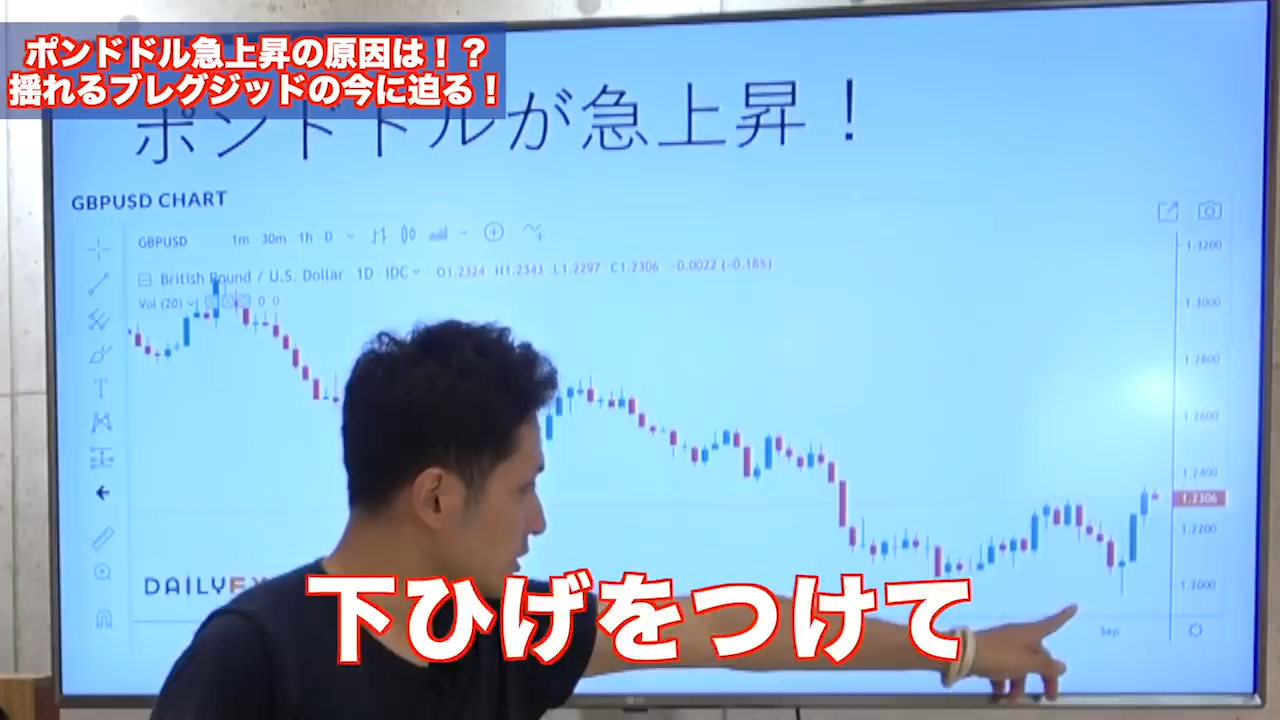 ポンドドル急上昇の原因は！？
揺れるブレグジッドの今に迫る！
ポンドドルが急上昇！
GBPUSD CHART
GBPUSD 1m 30m 1h D
British Pound / U.S. Dollar 1D IDC O1.2324 H1.2343 L1.2297 C1.2306 -0.0022 (-0.18%)
Vol (20) 0 0
1.3200
1.3000
1.2800
1.2600
1.2400
1.2306
1.2200
1.2000
DAILYFX
下ひげをつけて
Sep